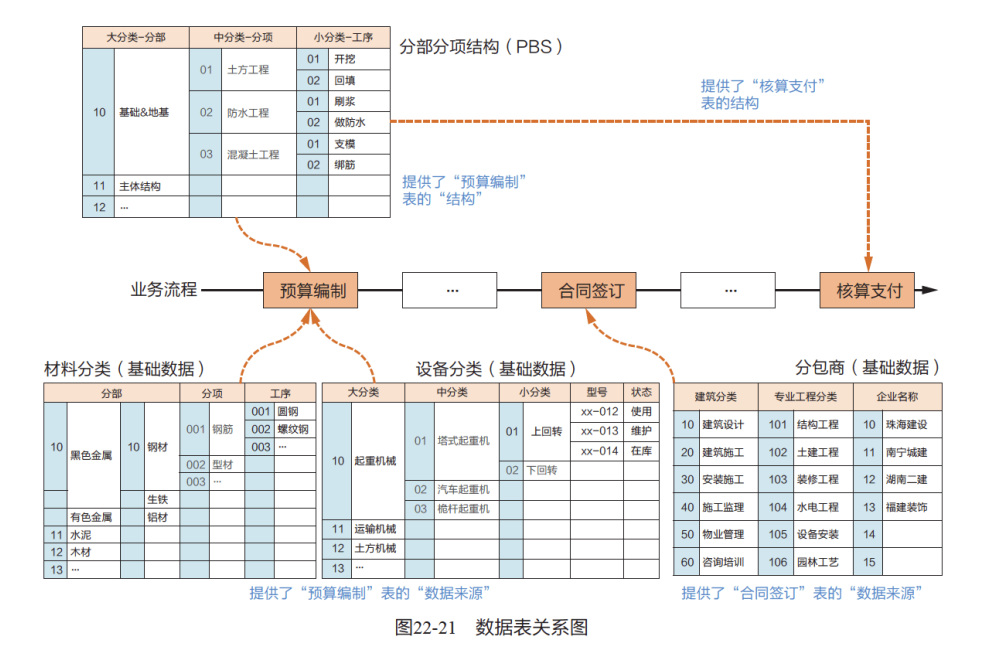 大分类-分部 中分类-分项 小分类-工序
分部分项结构（PBS）
10 基础&地基 01 土方工程 01 开挖
02 回填
02 防水工程 01 刷浆
02 做防水
03 混凝土工程 01 支模
02 绑筋
11 主体结构
12 …
提供了“核算支付”
表的结构
提供了“预算编制”
表的“结构”
业务流程 预算编制 … 合同签订 … 核算支付
材料分类（基础数据）
分部 分项 工序
10 黑色金属 10 钢材 001 钢筋 001 圆钢
002 螺纹钢
003 …
002 型材
003 …
生铁
有色金属 铝材
11 水泥
12 木材
13 …
设备分类（基础数据）
大分类 中分类 小分类 型号 状态
10 起重机械 01 塔式起重机 01 上回转 xx-012 使用
xx-013 维护
xx-014 在库
02 下回转
02 汽车起重机
03 桅杆起重机
11 运输机械
12 土方机械
13 …
分包商（基础数据）
建筑分类 专业工程分类 企业名称
10 建筑设计 101 结构工程 10 珠海建设
20 建筑施工 102 土建工程 11 南宁城建
30 安装施工 103 装修工程 12 湖南二建
40 施工监理 104 水电工程 13 福建装饰
50 物业管理 105 设备安装 14
60 咨询培训 106 园林工艺 15
提供了“预算编制”表的“数据来源”
提供了“合同签订”表的“数据来源”
图22-21 数据表关系图